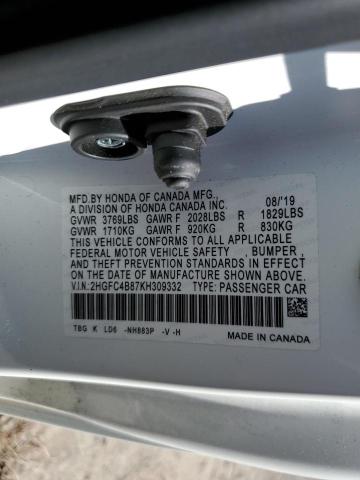 MFD.BY HONDA OF CANADA MFG.,
A DIVISION OF HONDA CANADA INC. 08/'19
GVWR 3769LBS GAWR F 2028LBS R 1829LBS
GVWR 1710KG GAWR F 920KG R 830KG
THIS VEHICLE CONFORMS TO ALL APPLICABLE
FEDERAL MOTOR VEHICLE SAFETY , BUMPER ,
AND THEFT PREVENTION STANDARDS IN EFFECT ON
THE DATE OF MANUFACTURE SHOWN ABOVE.
V.I.N:2HGFC4B87KH309332 TYPE: PASSENGER CAR
TBG K LD6 -NH883P -V -H
MADE IN CANADA